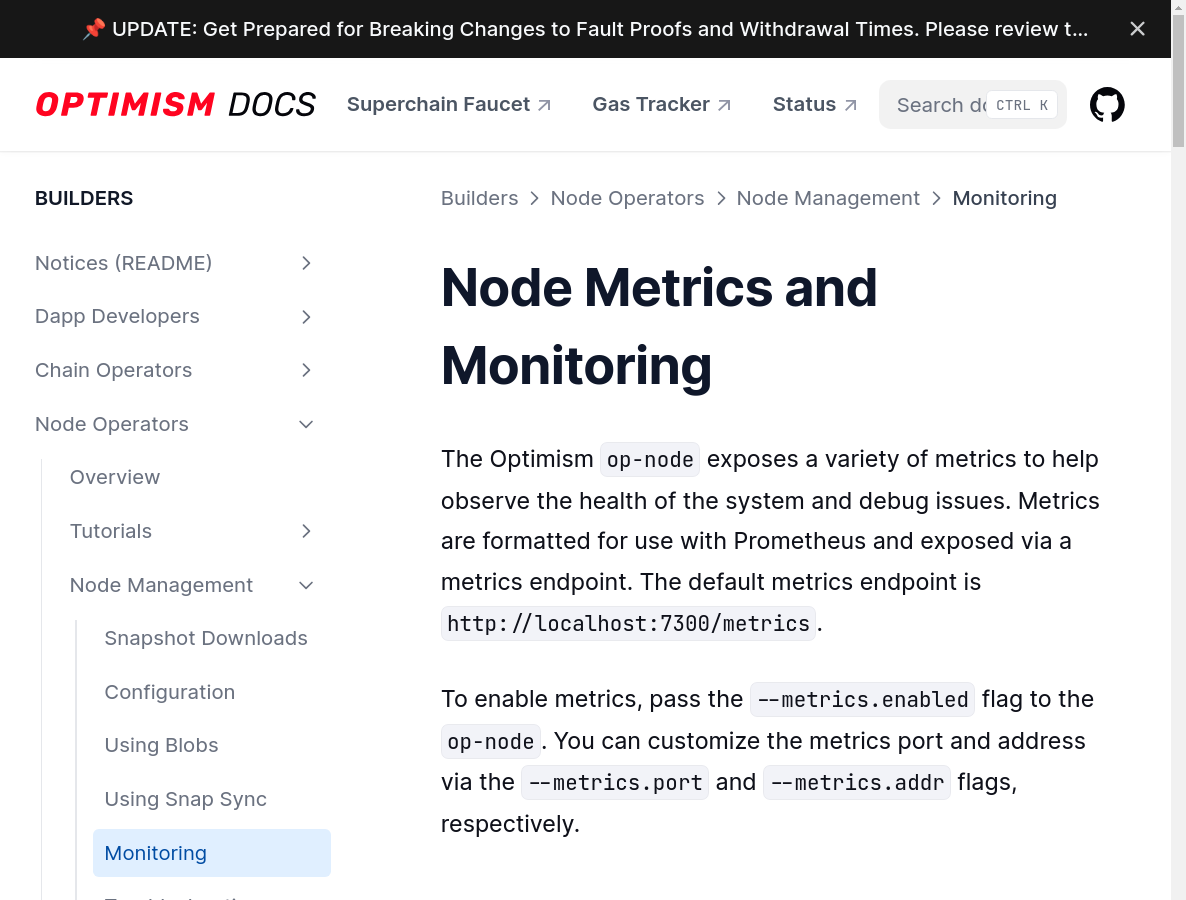 📌 UPDATE: Get Prepared for Breaking Changes to Fault Proofs and Withdrawal Times. Please review t...
OPTIMISM DOCS
Superchain Faucet
Gas Tracker
Status
Search do
CTRL K
BUILDERS
Notices (README)
Dapp Developers
Chain Operators
Node Operators
Overview
Tutorials
Node Management
Snapshot Downloads
Configuration
Using Blobs
Using Snap Sync
Monitoring
Builders > Node Operators > Node Management > Monitoring
Node Metrics and
Monitoring
The Optimism op-node exposes a variety of metrics to help
observe the health of the system and debug issues. Metrics
are formatted for use with Prometheus and exposed via a
metrics endpoint. The default metrics endpoint is
http://localhost:7300/metrics.
To enable metrics, pass the --metrics.enabled flag to the
op-node. You can customize the metrics port and address
via the --metrics.port and --metrics.addr flags,
respectively.